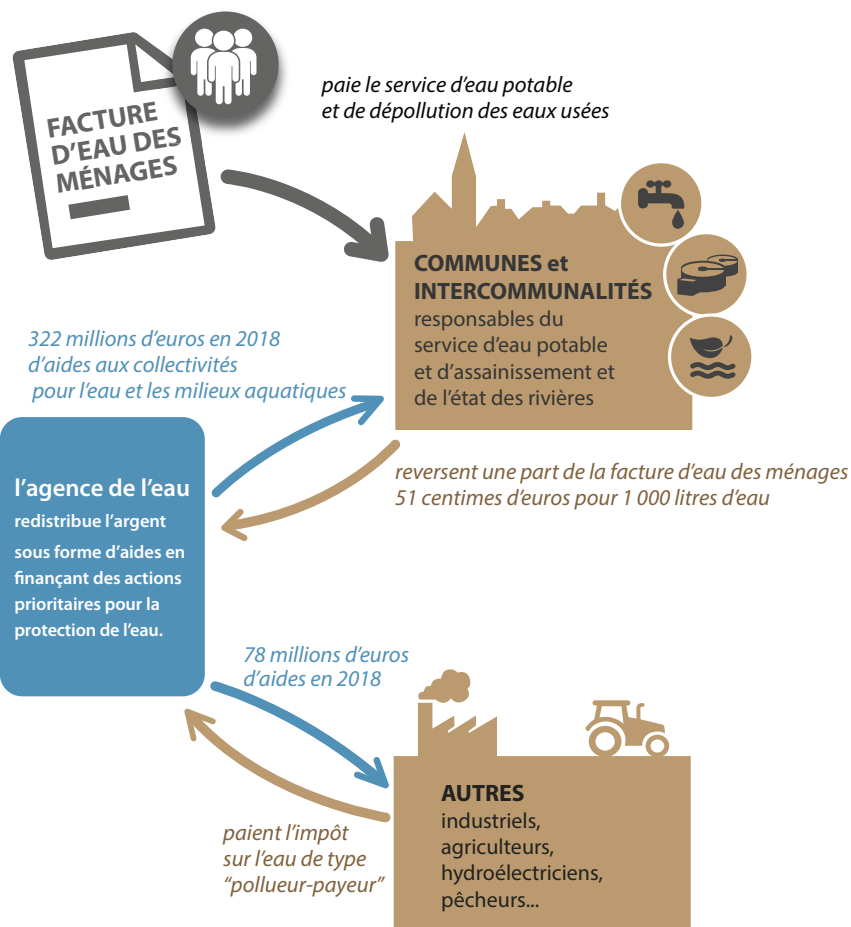 FACTURE
D'EAU DES
MÉNAGES
paie le service d'eau potable
et de dépollution des eaux usées
COMMUNES et
INTERCOMMUNALITÉS
responsables du
service d'eau potable
et d'assainissement et
de l'état des rivières
322 millions d'euros en 2018
d'aides aux collectivités
pour l'eau et les milieux aquatiques
reversent une part de la facture d'eau des ménages
51 centimes d'euros pour 1 000 litres d'eau
l'agence de l'eau
redistribue l'argent
sous forme d'aides en
finançant des actions
prioritaires pour la
protection de l'eau.
78 millions d'euros
d'aides en 2018
paient l'impôt
sur l'eau de type
“pollueur-payeur”
AUTRES
industriels,
agriculteurs,
hydroélectriciens,
pêcheurs...